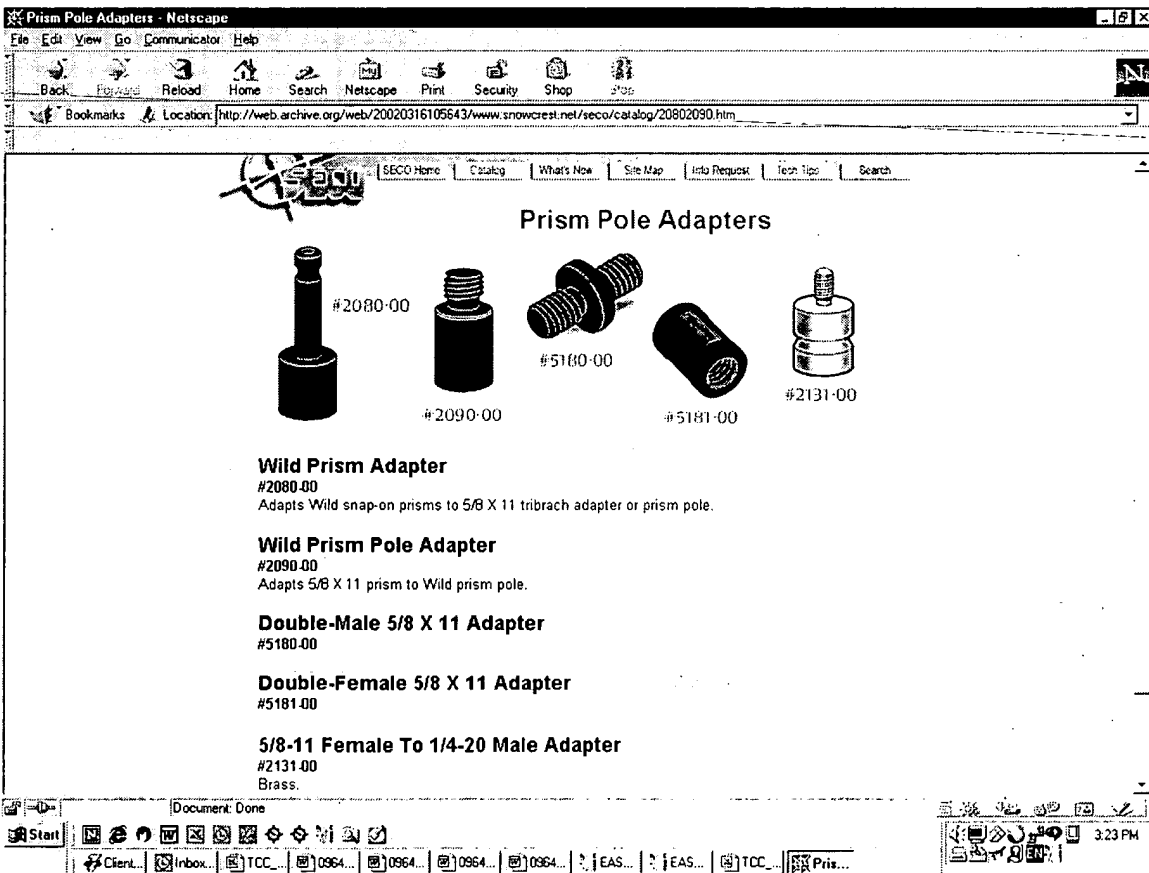 Prism Pole Adapters - Netscape
File Edit View Go Communicator Help
Back Forward Reload Home Search Netscape Print Security Shop Stop
Bookmarks Location: http://web.archive.org/web/20020316105643/www.snowcrest.net/seco/catalog/20802090.htm
SECO
SECO Home Catalog What's New Site Map Info Request Tech Tips Search
Prism Pole Adapters
#2080-00
#5180-00
#2131-00
#2090-00
#5181-00
Wild Prism Adapter
#2080-00
Adapts Wild snap-on prisms to 5/8 X 11 tribrach adapter or prism pole.
Wild Prism Pole Adapter
#2090-00
Adapts 5/8 X 11 prism to Wild prism pole.
Double-Male 5/8 X 11 Adapter
#5180-00
Double-Female 5/8 X 11 Adapter
#5181-00
5/8-11 Female To 1/4-20 Male Adapter
#2131-00
Brass.
Document: Done
Start
3:23 PM
Client... Inbox... TCC_... 0964... 0964... 0964... 0964... EAS... EAS... TCC_... Pris...
EN